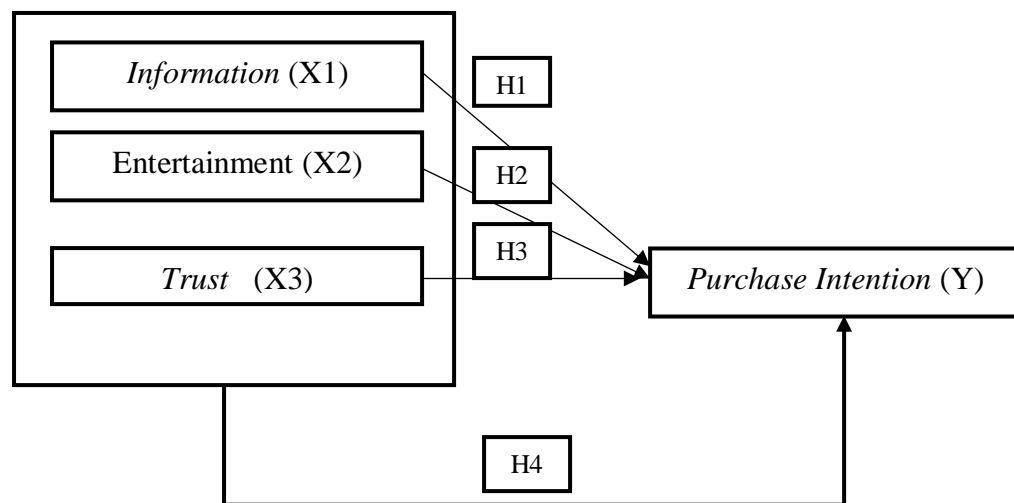 Information (X1)
H1
Entertainment (X2)
H2
H3
Trust (X3)
Purchase Intention (Y)
H4